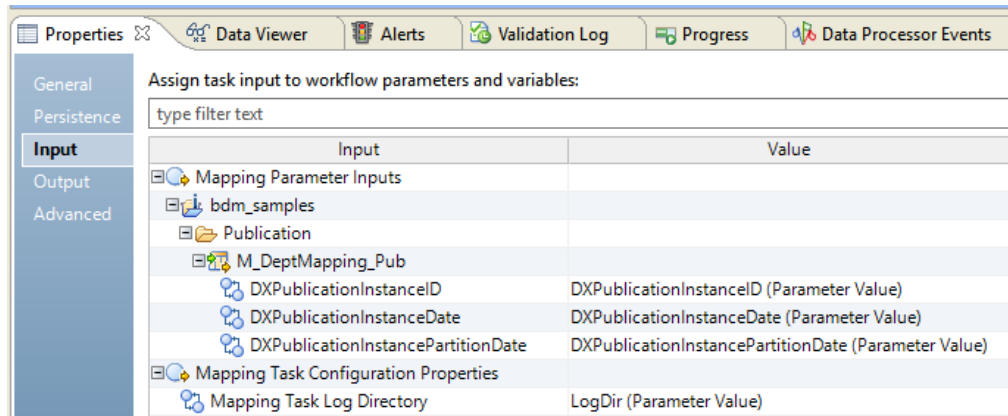 Properties Data Viewer Alerts Validation Log Progress Data Processor Events
General
Persistence
Input
Output
Advanced
Assign task input to workflow parameters and variables:
type filter text
Input Value
Mapping Parameter Inputs
bdm_samples
Publication
M_DeptMapping_Pub
DXPublicationInstanceID DXPublicationInstanceID (Parameter Value)
DXPublicationInstanceDate DXPublicationInstanceDate (Parameter Value)
DXPublicationInstancePartitionDate DXPublicationInstancePartitionDate (Parameter Value)
Mapping Task Configuration Properties
Mapping Task Log Directory LogDir (Parameter Value)